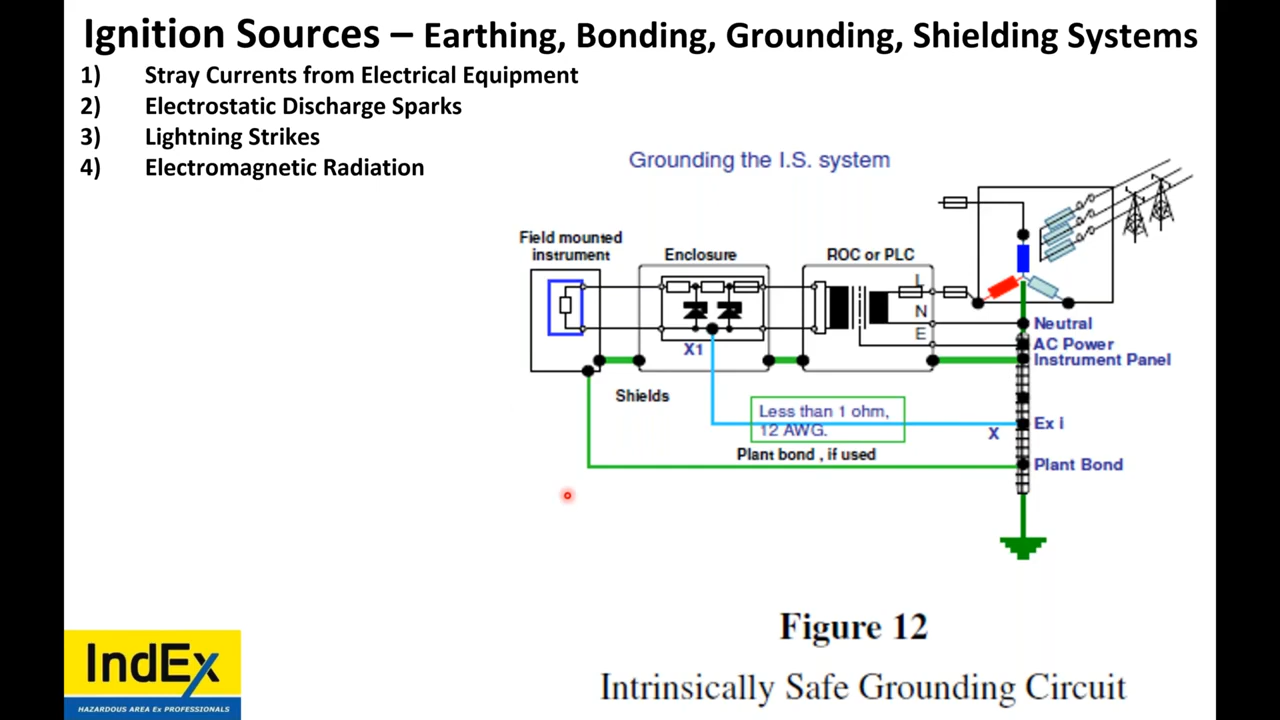 Ignition Sources – Earthing, Bonding, Grounding, Shielding Systems
1) Stray Currents from Electrical Equipment
2) Electrostatic Discharge Sparks
3) Lightning Strikes
4) Electromagnetic Radiation
Grounding the I.S. system
Field mounted
instrument
Enclosure
ROC or PLC
L
N
E
X1
Neutral
AC Power
Instrument Panel
Shields
Less than 1 ohm,
12 AWG.
X
Ex i
Plant bond , if used
Plant Bond
Figure 12
Intrinsically Safe Grounding Circuit
IndEx
HAZARDOUS AREA Ex PROFESSIONALS